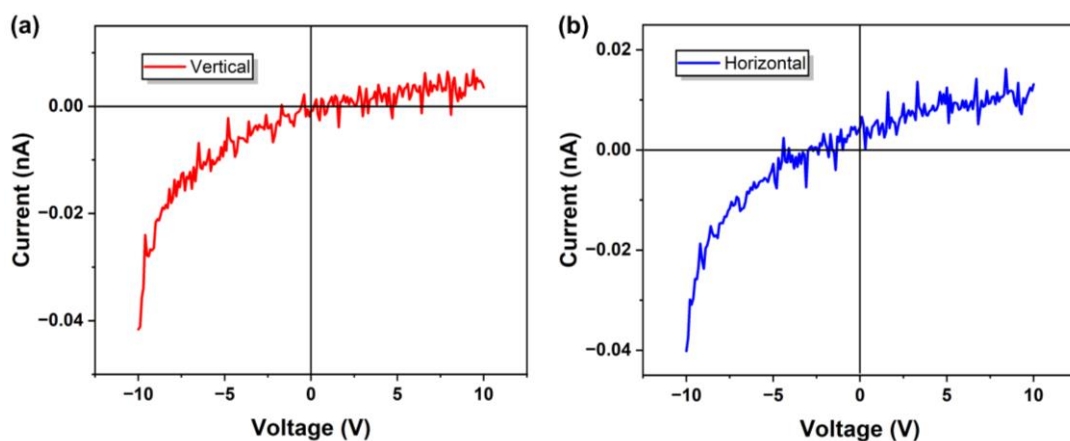 (a)
Vertical
0.00
−0.02
−0.04
Current (nA)
−10
−5
0
5
10
Voltage (V)
(b)
Horizontal
0.02
0.00
−0.02
−0.04
Current (nA)
−10
−5
0
5
10
Voltage (V)